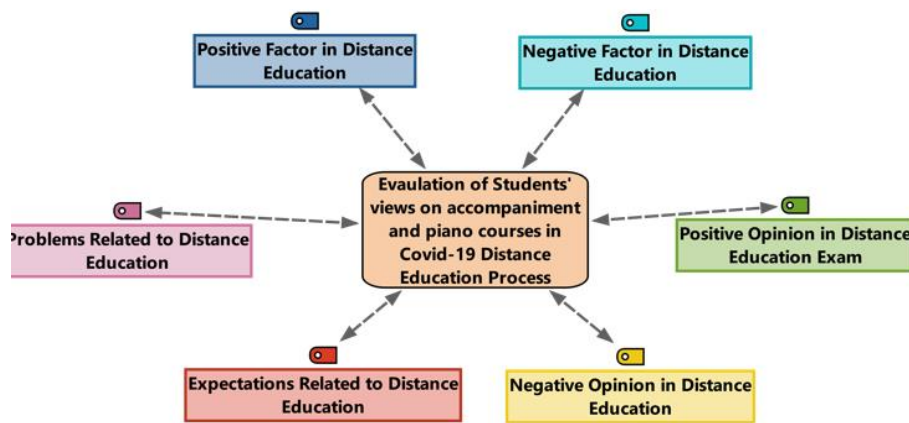 Positive Factor in Distance
Education
Negative Factor in Distance
Education
Evaulation of Students'
views on accompaniment
and piano courses in
Covid-19 Distance
Education Process
Problems Related to Distance
Education
Positive Opinion in Distance
Education Exam
Expectations Related to Distance
Education
Negative Opinion in Distance
Education